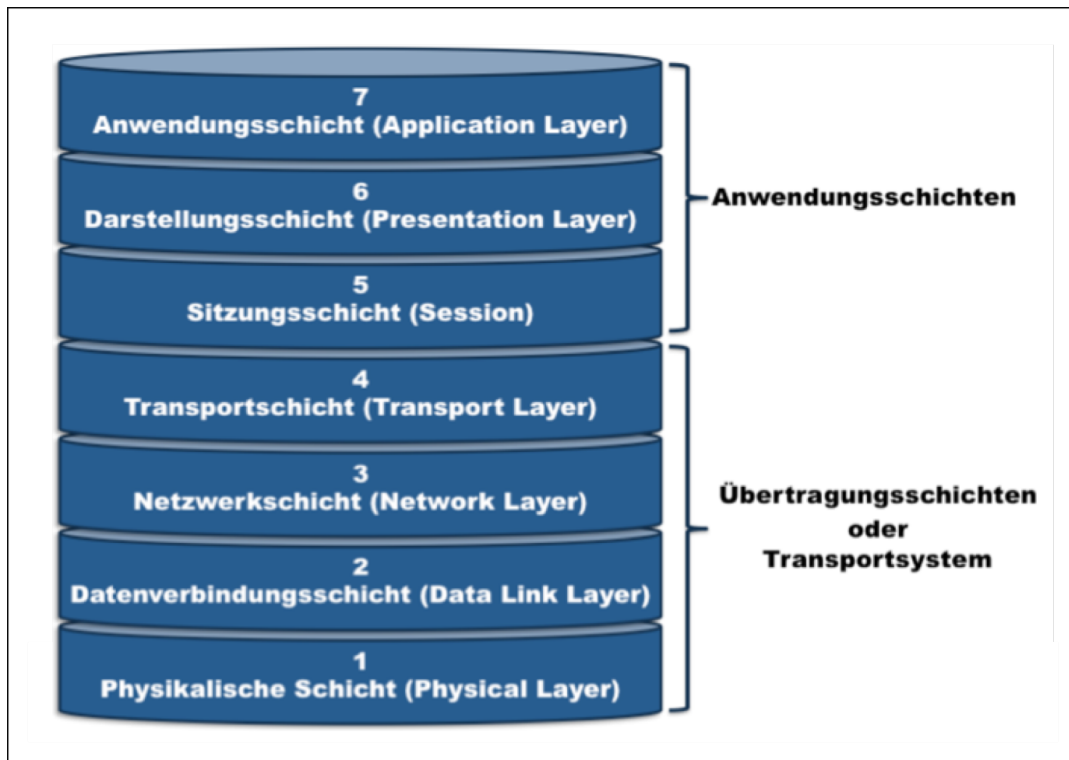 7
Anwendungsschicht (Application Layer)
6
Darstellungsschicht (Presentation Layer)
5
Sitzungsschicht (Session)
Anwendungsschichten
4
Transportschicht (Transport Layer)
3
Netzwerkschicht (Network Layer)
2
Datenverbindungsschicht (Data Link Layer)
1
Physikalische Schicht (Physical Layer)
Übertragungsschichten
oder
Transportsystem